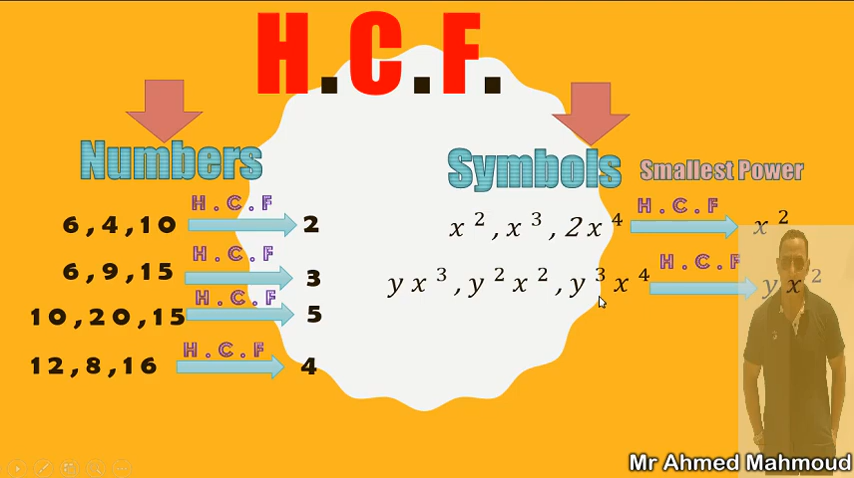 H.C.F.
Numbers
6,4,10 H.C.F 2
6,9,15 H.C.F 3
10,20,15 H.C.F 5
12,8,16 H.C.F 4
Symbols Smallest Power
x², x³, 2x⁴ H.C.F x²
yx³, y²x², y³x⁴ H.C.F yx²
Mr Ahmed Mahmoud